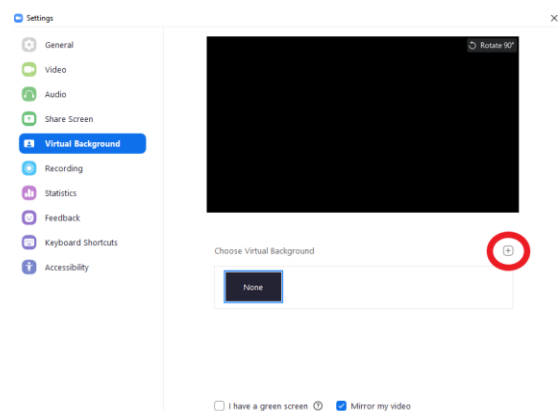 Settings
General
Rotate 90°
Video
Audio
Share Screen
Virtual Background
Recording
Statistics
Feedback
Keyboard Shortcuts
Choose Virtual Background
Accessibility
None
I have a green screen
Mirror my video